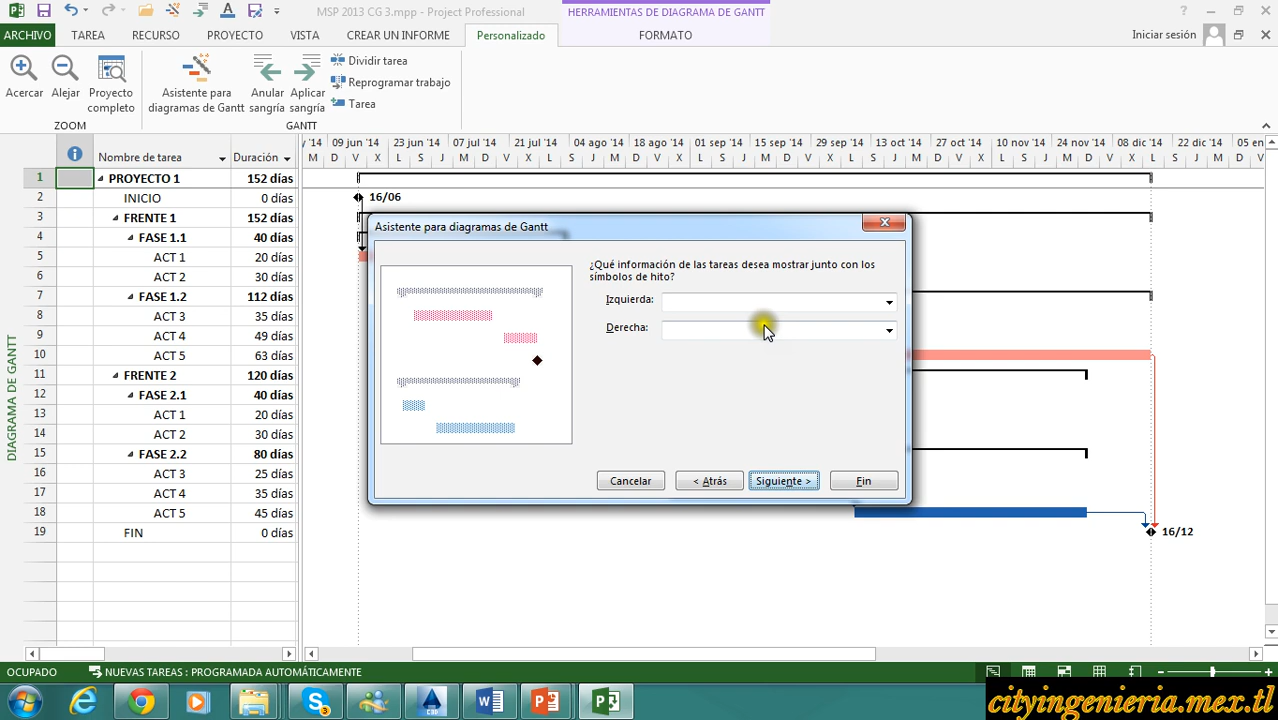 MSP 2013 CG 3.mpp - Project Professional
HERRAMIENTAS DE DIAGRAMA DE GANTT
ARCHIVO TAREA RECURSO PROYECTO VISTA CREAR UN INFORME Personalizado FORMATO Iniciar sesión
Acercar Alejar Proyecto completo
Asistente para diagramas de Gantt
Anular sangría
Aplicar sangría
Dividir tarea
Reprogramar trabajo
Tarea
ZOOM GANTT
'14 09 jun '14 23 jun '14 07 jul '14 21 jul '14 04 ago '14 18 ago '14 01 sep '14 15 sep '14 29 sep '14 13 oct '14 27 oct '14 10 nov '14 24 nov '14 08 dic '14 22 dic '14 05 en
M V X L S J M V X L S J M V X L S J M V X L S J M V X L S J M V X
Nombre de tarea Duración
1 PROYECTO 1 152 días
2 INICIO 0 días 16/06
3 FRENTE 1 152 días
4 FASE 1.1 40 días
5 ACT 1 20 días
6 ACT 2 30 días
7 FASE 1.2 112 días
8 ACT 3 35 días
9 ACT 4 49 días
10 ACT 5 63 días
11 FRENTE 2 120 días
12 FASE 2.1 40 días
13 ACT 1 20 días
14 ACT 2 30 días
15 FASE 2.2 80 días
16 ACT 3 25 días
17 ACT 4 35 días
18 ACT 5 45 días
19 FIN 0 días 16/12
DIAGRAMA DE GANTT
Asistente para diagramas de Gantt
¿Qué información de las tareas desea mostrar junto con los
símbolos de hito?
Izquierda:
Derecha:
Cancelar < Atrás Siguiente > Fin
OCUPADO NUEVAS TAREAS : PROGRAMADA AUTOMÁTICAMENTE
cityingenieria.mex.tl